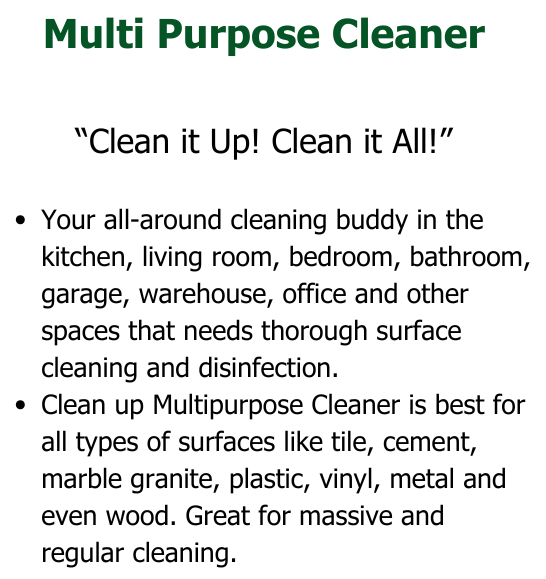 Multi Purpose Cleaner
“Clean it Up! Clean it All!”
• Your all-around cleaning buddy in the
kitchen, living room, bedroom, bathroom,
garage, warehouse, office and other
spaces that needs thorough surface
cleaning and disinfection.
• Clean up Multipurpose Cleaner is best for
all types of surfaces like tile, cement,
marble granite, plastic, vinyl, metal and
even wood. Great for massive and
regular cleaning.